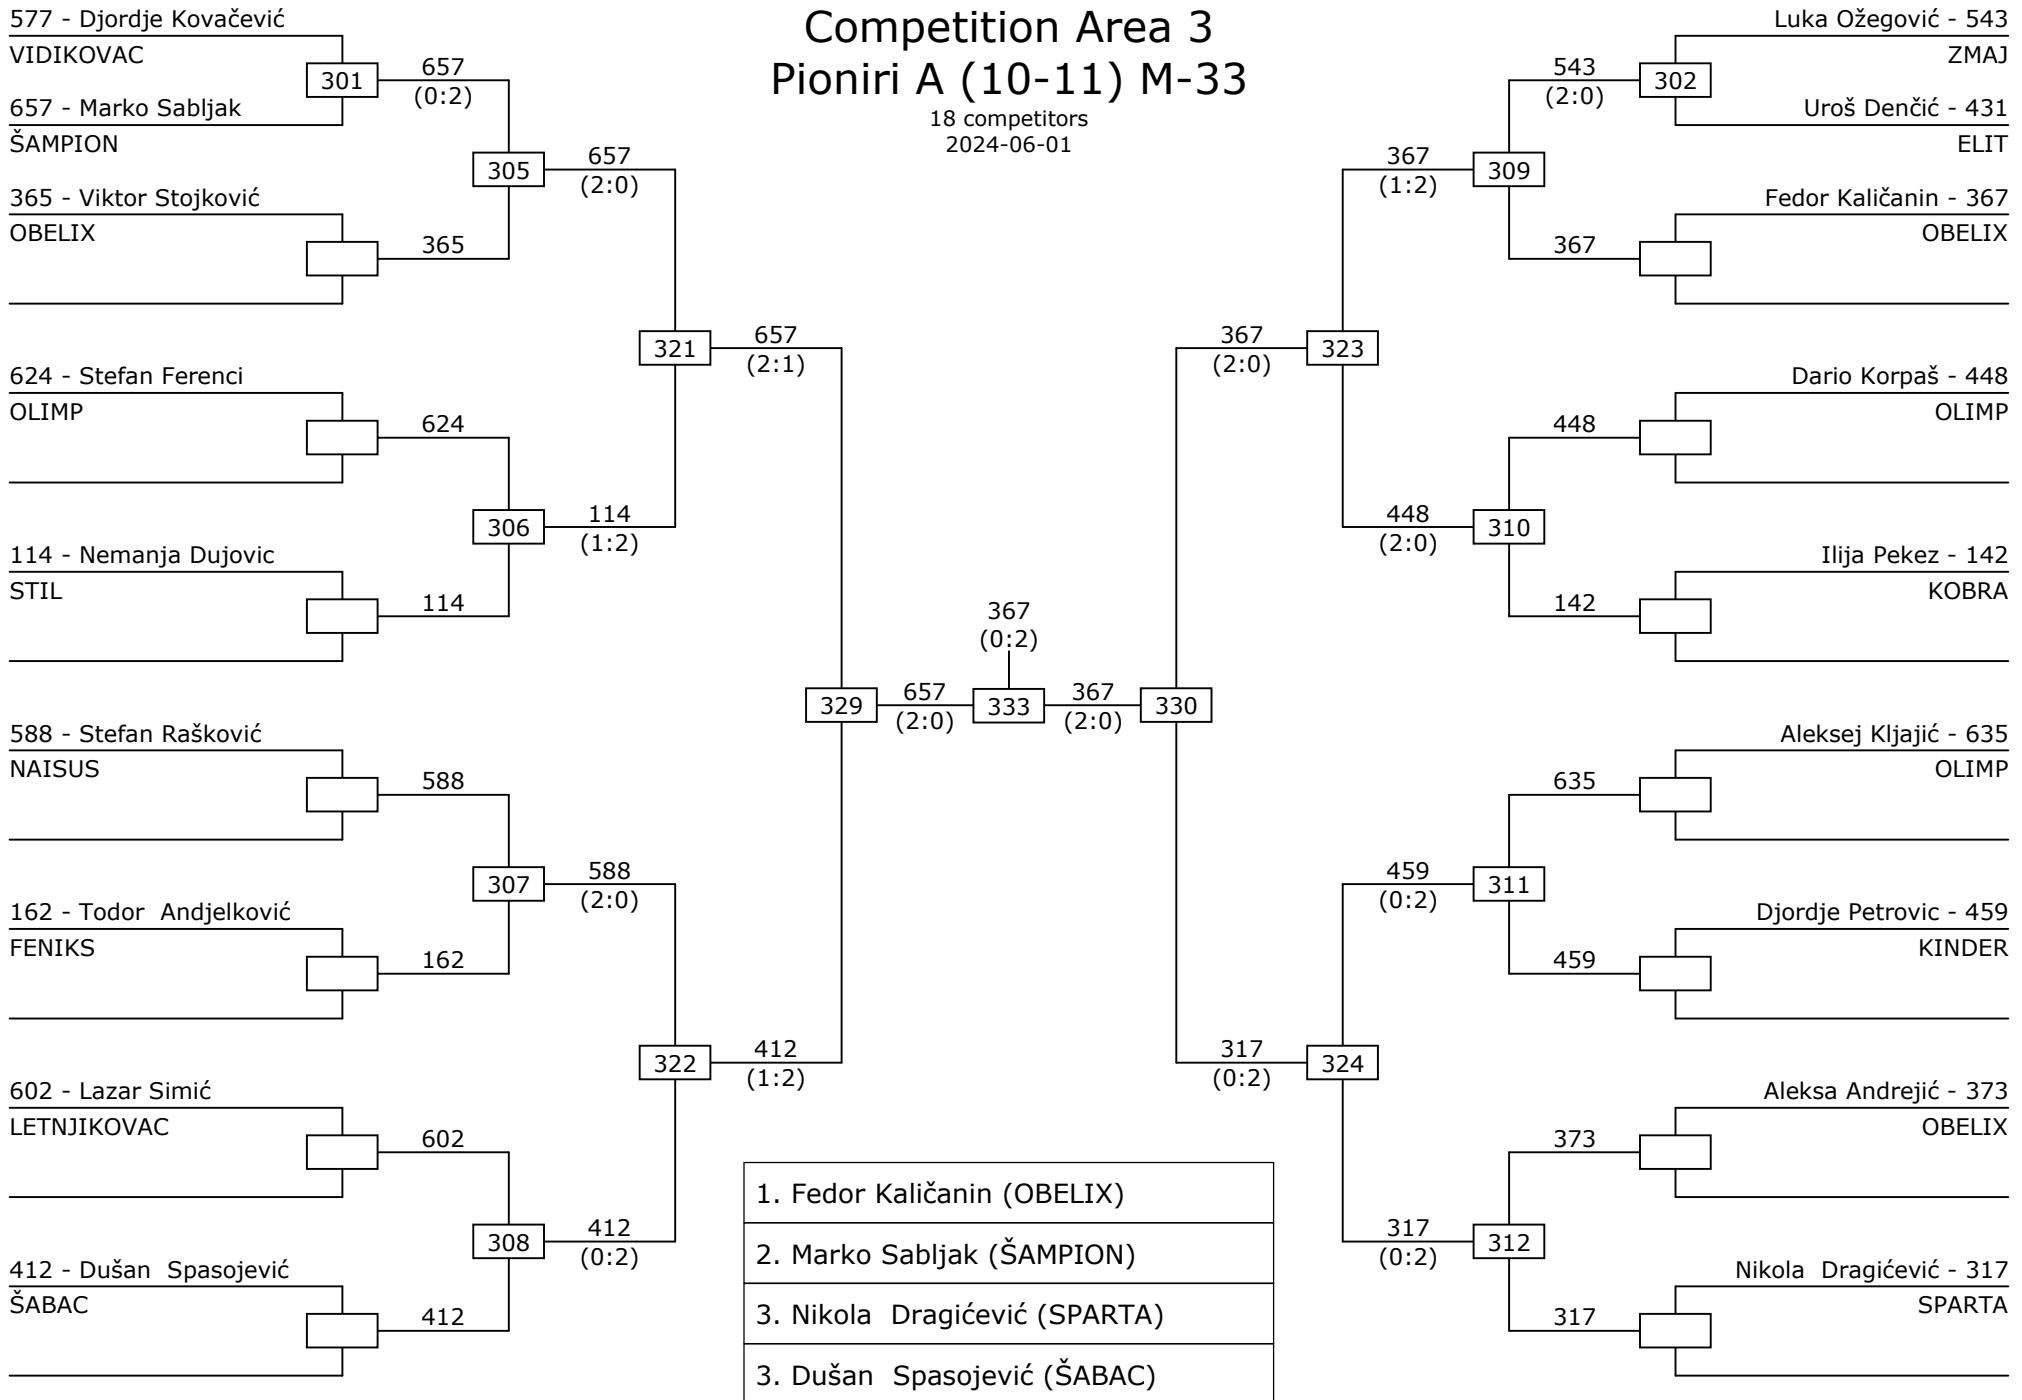 Competition Area 3
Pioniri A (10-11) M-33
18 competitors
2024-06-01
577 - Djordje Kovačević
VIDIKOVAC
301
657
(0:2)
657 - Marko Sabljak
ŠAMPION
305
657
(2:0)
365 - Viktor Stojković
OBELIX
365
321
657
(2:1)
624 - Stefan Ferenci
OLIMP
624
306
114
(1:2)
114 - Nemanja Dujovic
STIL
114
329
657
(2:0)
588 - Stefan Rašković
NAISUS
588
307
588
(2:0)
162 - Todor  Andjelković
FENIKS
162
322
412
(1:2)
602 - Lazar Simić
LETNJIKOVAC
602
308
412
(0:2)
412 - Dušan  Spasojević
ŠABAC
412
367
(0:2)
333
Luka Ožegović - 543
ZMAJ
543
(2:0)
302
Uroš Denčić - 431
ELIT
367
(1:2)
309
Fedor Kaličanin - 367
OBELIX
367
367
(2:0)
323
Dario Korpaš - 448
OLIMP
448
448
(2:0)
310
Ilija Pekez - 142
KOBRA
142
367
(2:0)
330
Aleksej Kljajić - 635
OLIMP
635
459
(0:2)
311
Djordje Petrovic - 459
KINDER
459
317
(0:2)
324
Aleksa Andrejić - 373
OBELIX
373
317
(0:2)
312
Nikola  Dragićević - 317
SPARTA
317
1. Fedor Kaličanin (OBELIX)
2. Marko Sabljak (ŠAMPION)
3. Nikola  Dragićević (SPARTA)
3. Dušan  Spasojević (ŠABAC)